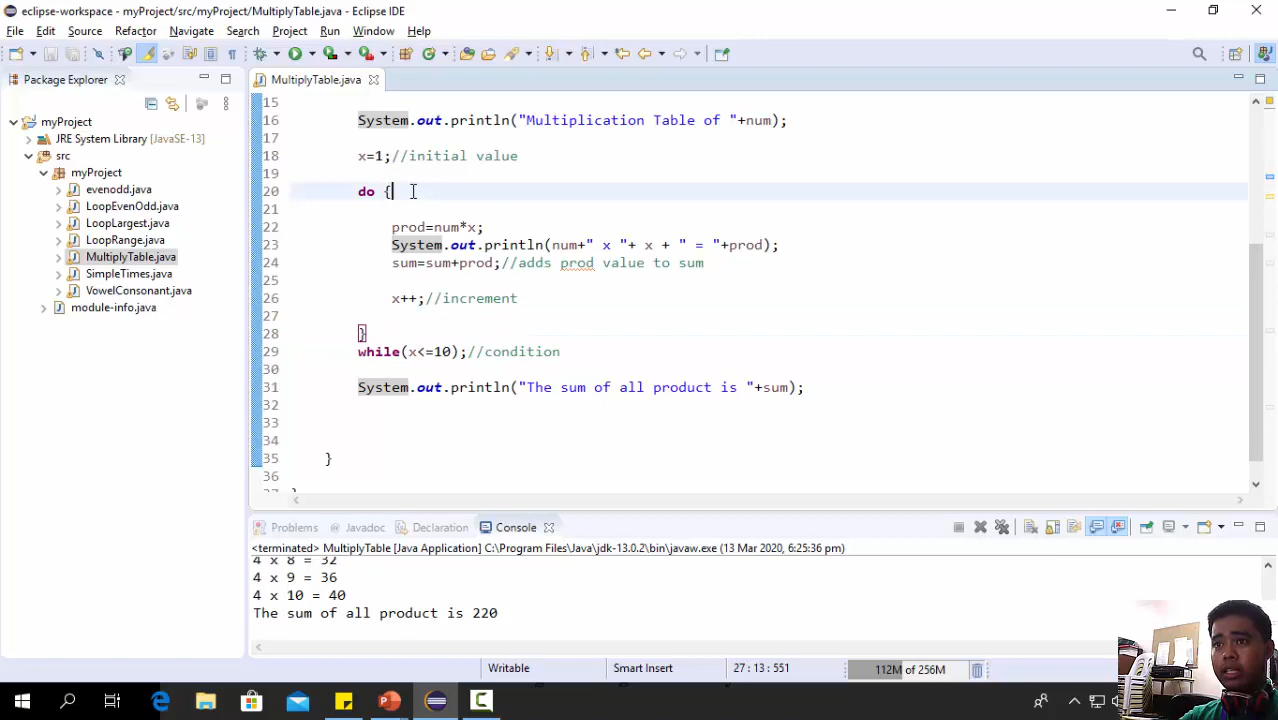 eclipse-workspace - myProject/src/myProject/MultiplyTable.java - Eclipse IDE
File Edit Source Refactor Navigate Search Project Run Window Help
Package Explorer
MultiplyTable.java
myProject
JRE System Library [JavaSE-13]
src
myProject
evenodd.java
LoopEvenOdd.java
LoopLargest.java
LoopRange.java
MultiplyTable.java
SimpleTimes.java
VowelConsonant.java
module-info.java
15
16 System.out.println("Multiplication Table of "+num);
17
18 x=1;//initial value
19
20 do {
21
22 prod=num*x;
23 System.out.println(num+" x "+ x + " = "+prod);
24 sum=sum+prod;//adds prod value to sum
25
26 x++;//increment
27
28 }
29 while(x<=10);//condition
30
31 System.out.println("The sum of all product is "+sum);
32
33
34
35 }
36
Problems Javadoc Declaration Console
<terminated> MultiplyTable [Java Application] C:\Program Files\Java\jdk-13.0.2\bin\javaw.exe (13 Mar 2020, 6:25:36 pm)
4 x 8 = 32
4 x 9 = 36
4 x 10 = 40
The sum of all product is 220
Writable Smart Insert 27 : 13 : 551 112M of 256M